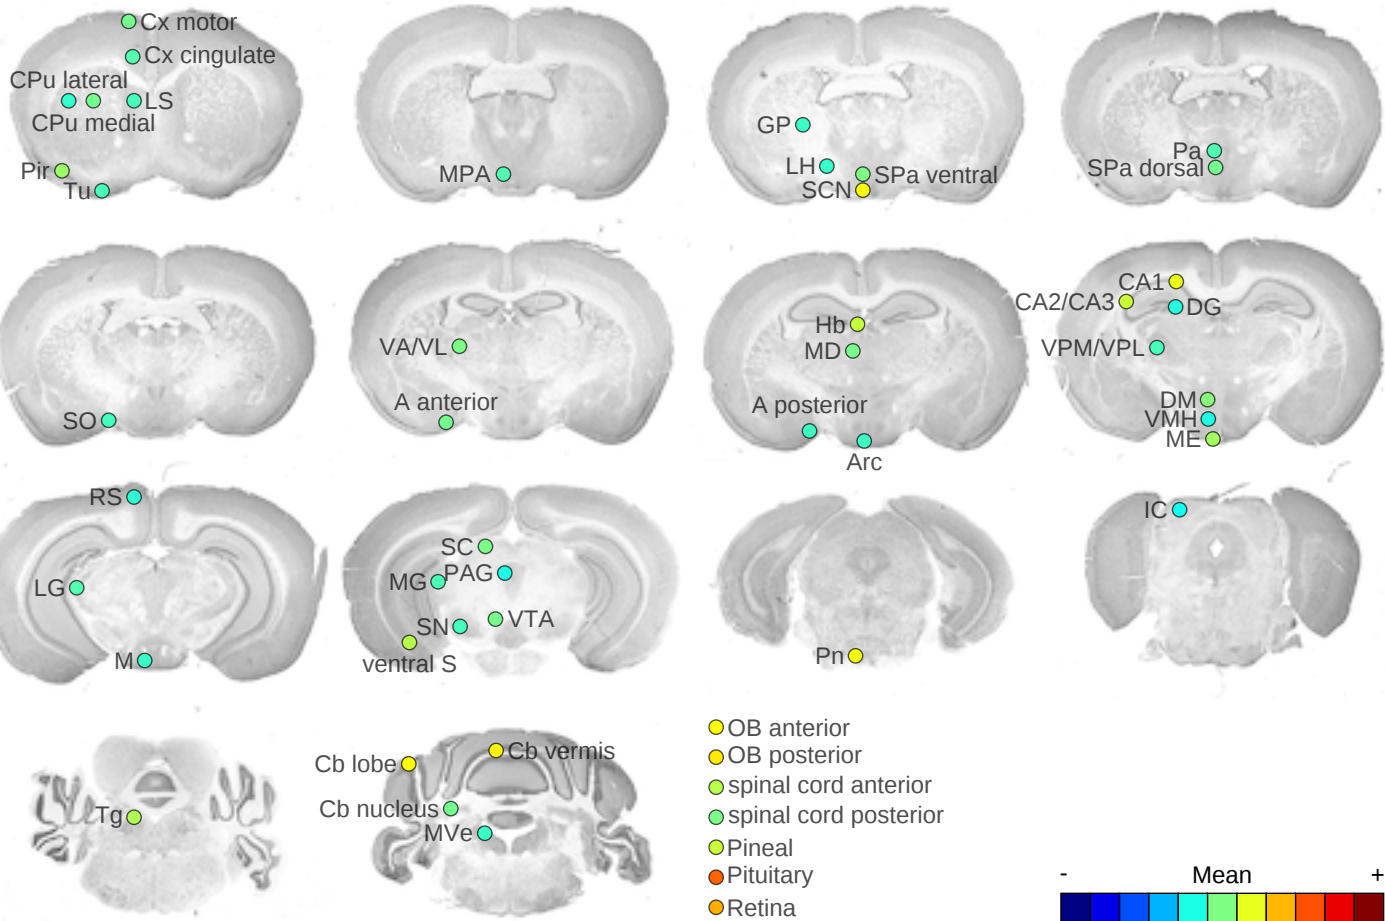 Cx motor
Cx cingulate
CPu lateral
LS
CPu medial
Pir
Tu
MPA
GP
LH
SPa ventral
SCN
Pa
SPa dorsal
SO
VA/VL
A anterior
Hb
MD
A posterior
Arc
CA1
CA2/CA3
DG
VPM/VPL
DM
VMH
ME
RS
LG
M
SC
MG
PAG
SN
VTA
ventral S
Pn
IC
Tg
Cb lobe
Cb vermis
Cb nucleus
MVe
OB anterior
OB posterior
spinal cord anterior
spinal cord posterior
Pineal
Pituitary
Retina
- Mean +